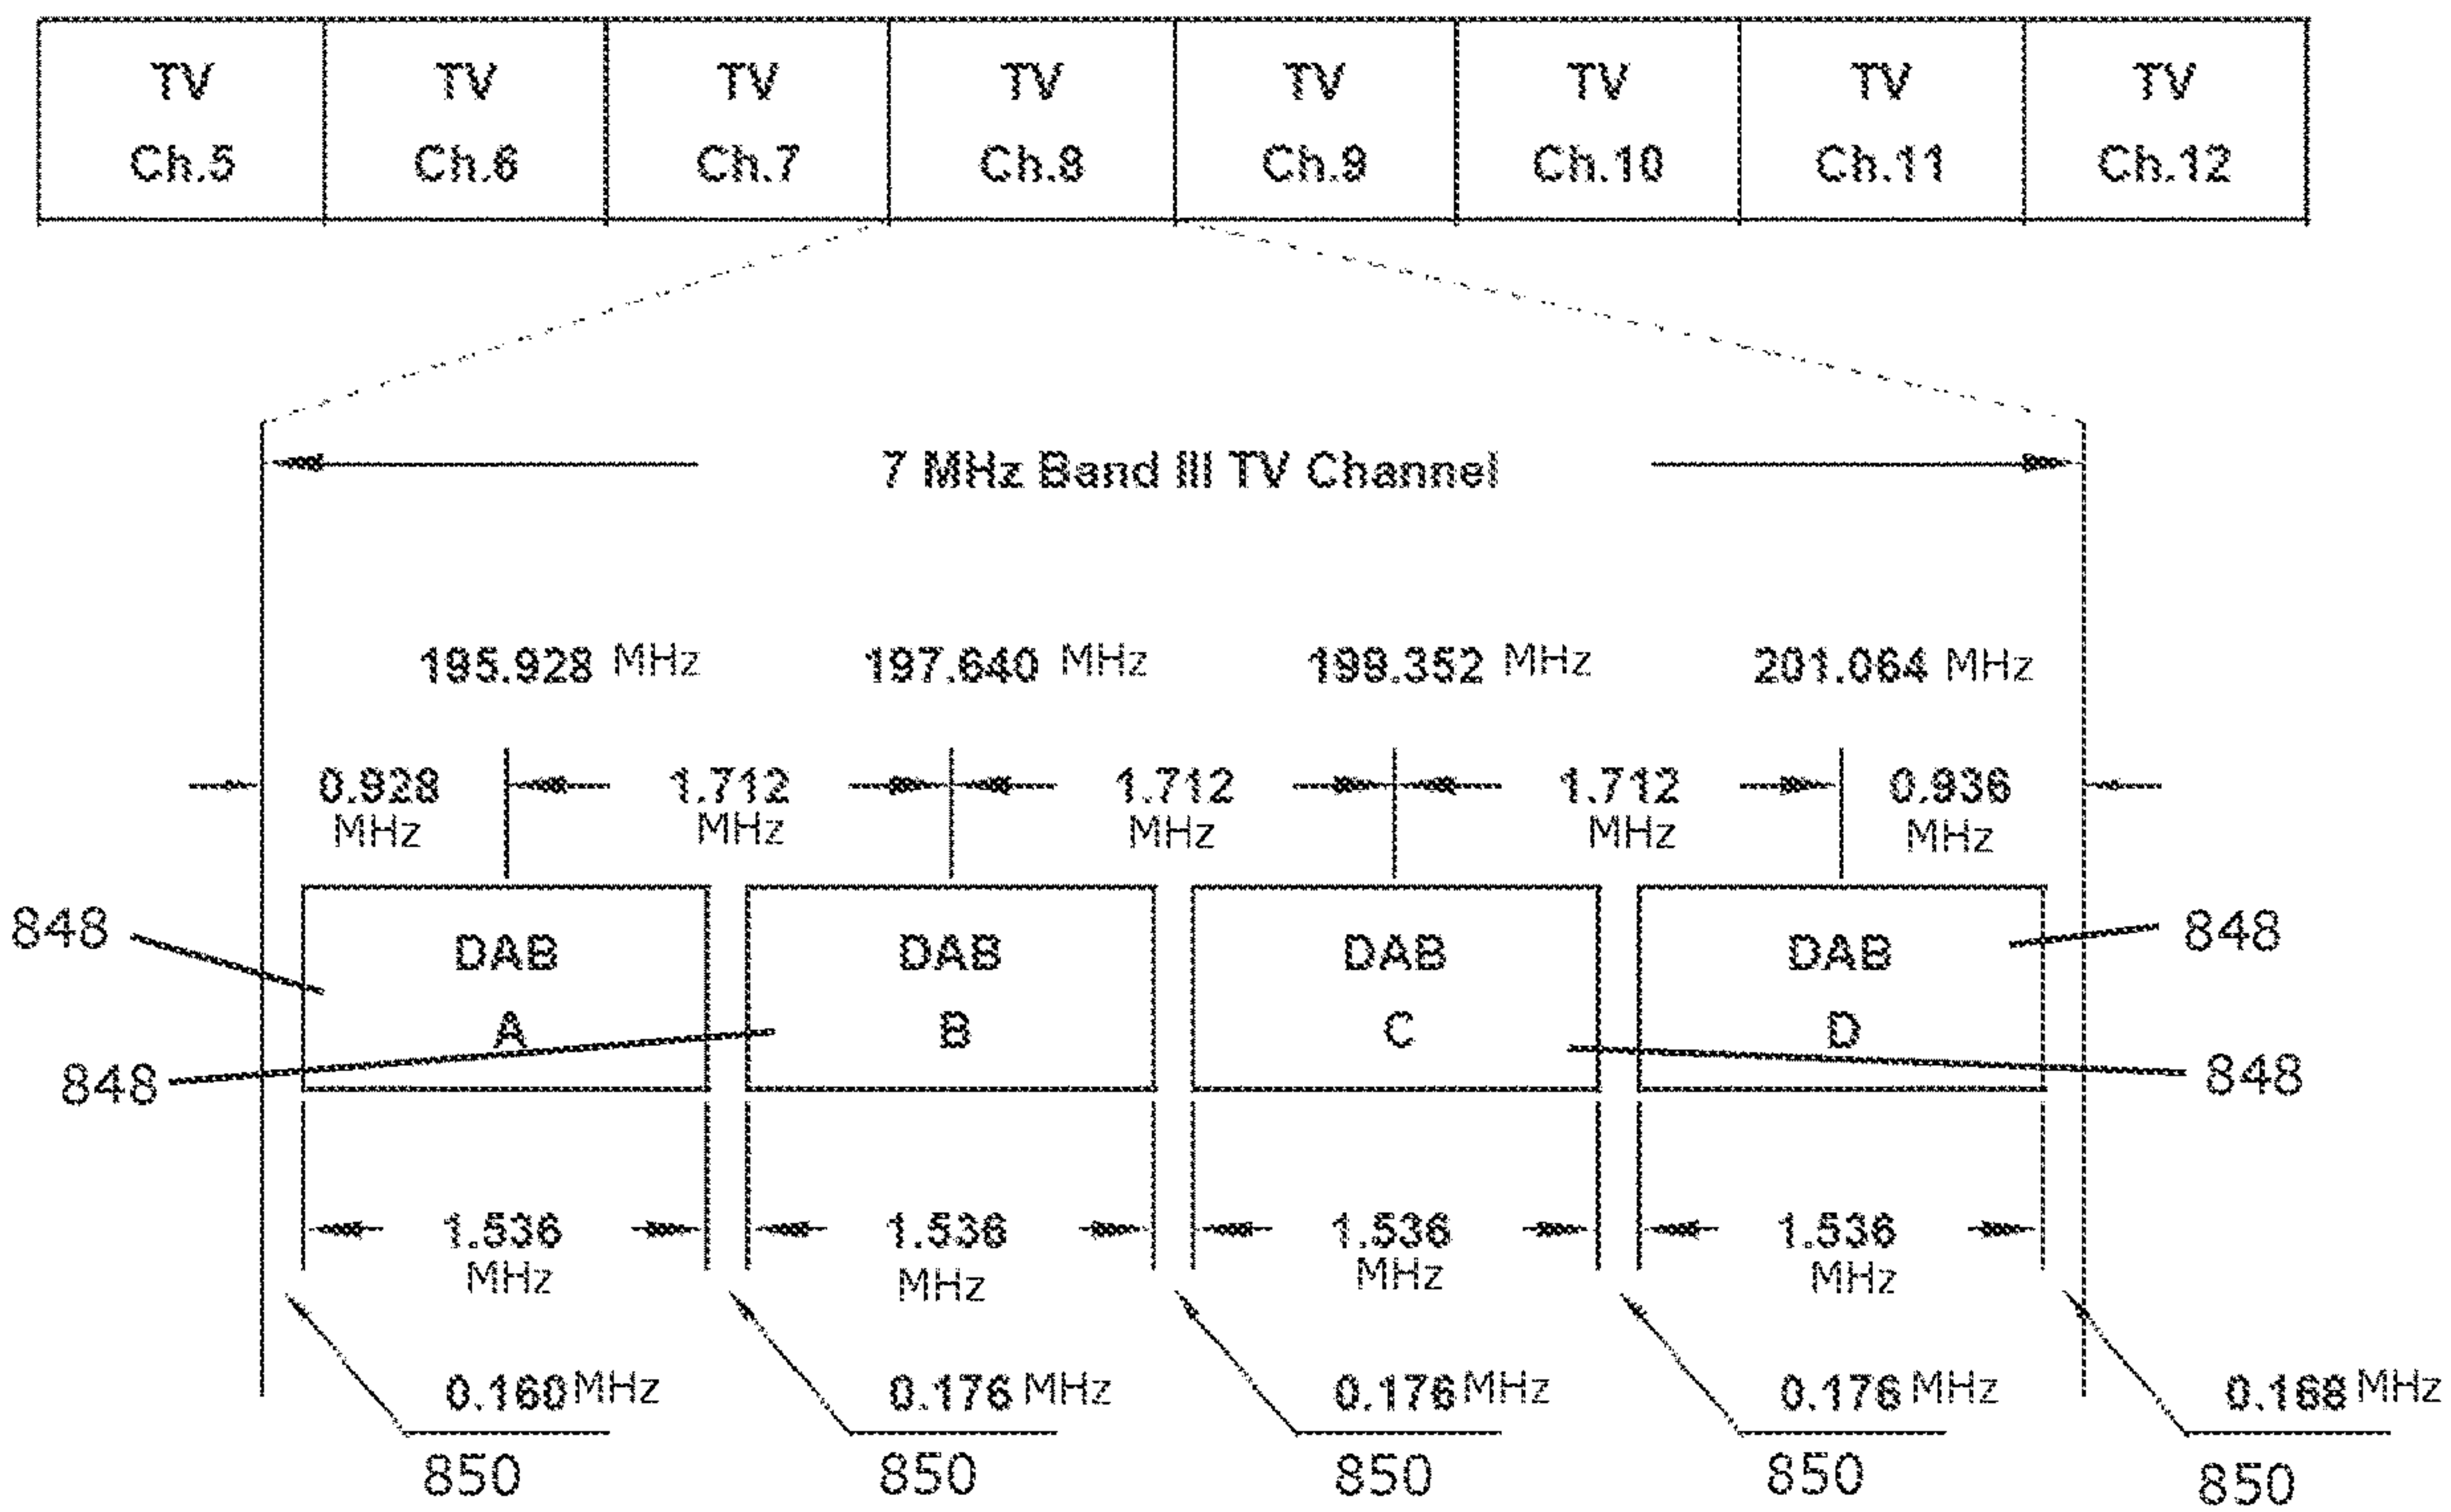 TV TV TV TV TV TV TV TV
Ch.5 Ch.6 Ch.7 Ch.8 Ch.9 Ch.10 Ch.11 Ch.12
7 MHz Band III TV Channel
195.928 MHz 197.640 MHz 199.352 MHz 201.064 MHz
0.928 1.712 1.712 1.712 0.936
MHz MHz MHz MHz MHz
848 DAB DAB DAB DAB 848
A B C D
848 848
1.536 1.536 1.536 1.536
MHz MHz MHz MHz
0.160 MHz 0.176 MHz 0.176 MHz 0.176 MHz 0.168 MHz
850 850 850 850 850